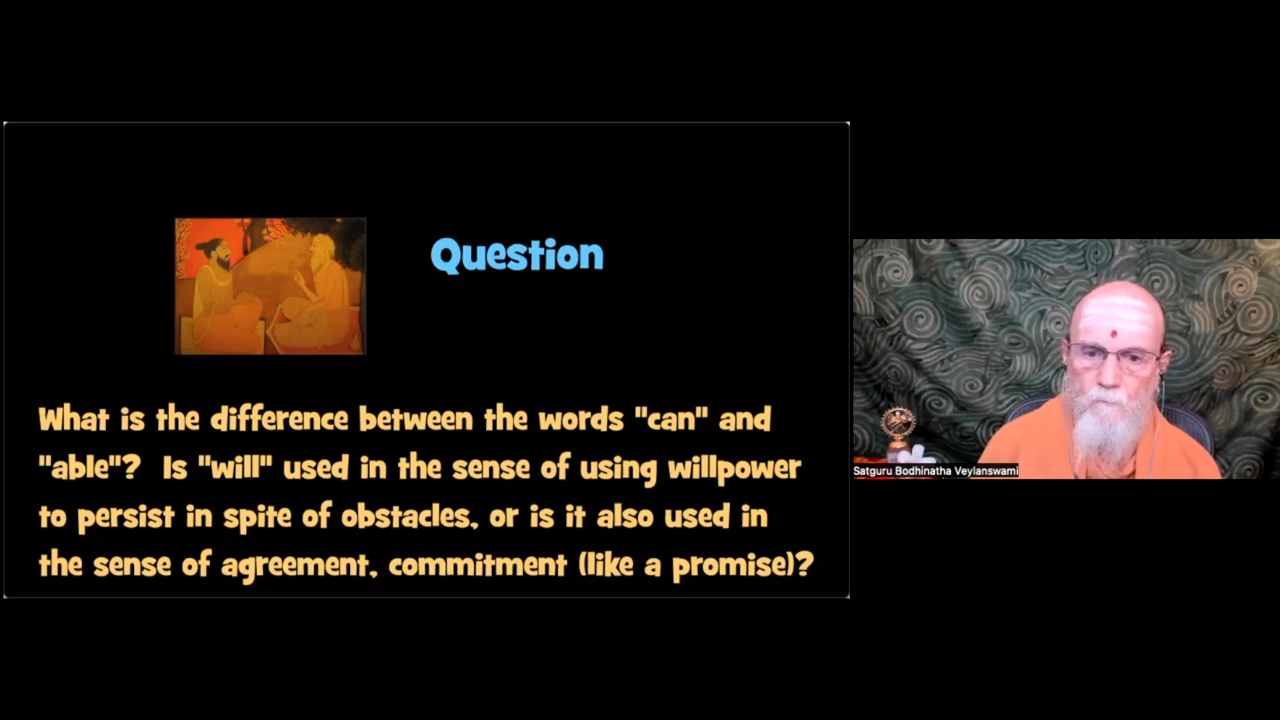 Question
What is the difference between the words "can" and
"able"? Is "will" used in the sense of using willpower
to persist in spite of obstacles, or is it also used in
the sense of agreement, commitment (like a promise)?
Satguru Bodhinatha Veylanswami